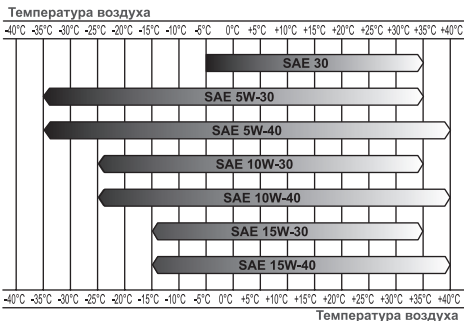 Температура воздуха
-40°C -35°C -30°C -25°C -20°C -15°C -10°C -5°C 0°C +5°C +10°C +15°C +20°C +25°C +30°C +35°C +40°C
SAE 30
SAE 5W-30
SAE 5W-40
SAE 10W-30
SAE 10W-40
SAE 15W-30
SAE 15W-40
-40°C -35°C -30°C -25°C -20°C -15°C -10°C -5°C 0°C +5°C +10°C +15°C +20°C +25°C +30°C +35°C +40°C
Температура воздуха